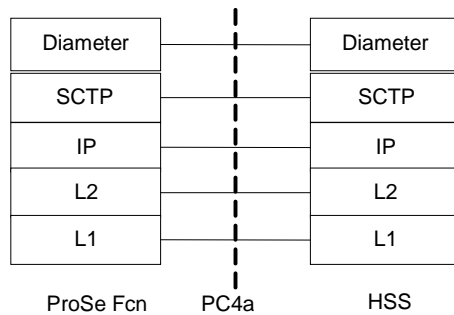 Diameter Diameter
SCTP SCTP
IP IP
L2 L2
L1 L1
ProSe Fcn PC4a HSS